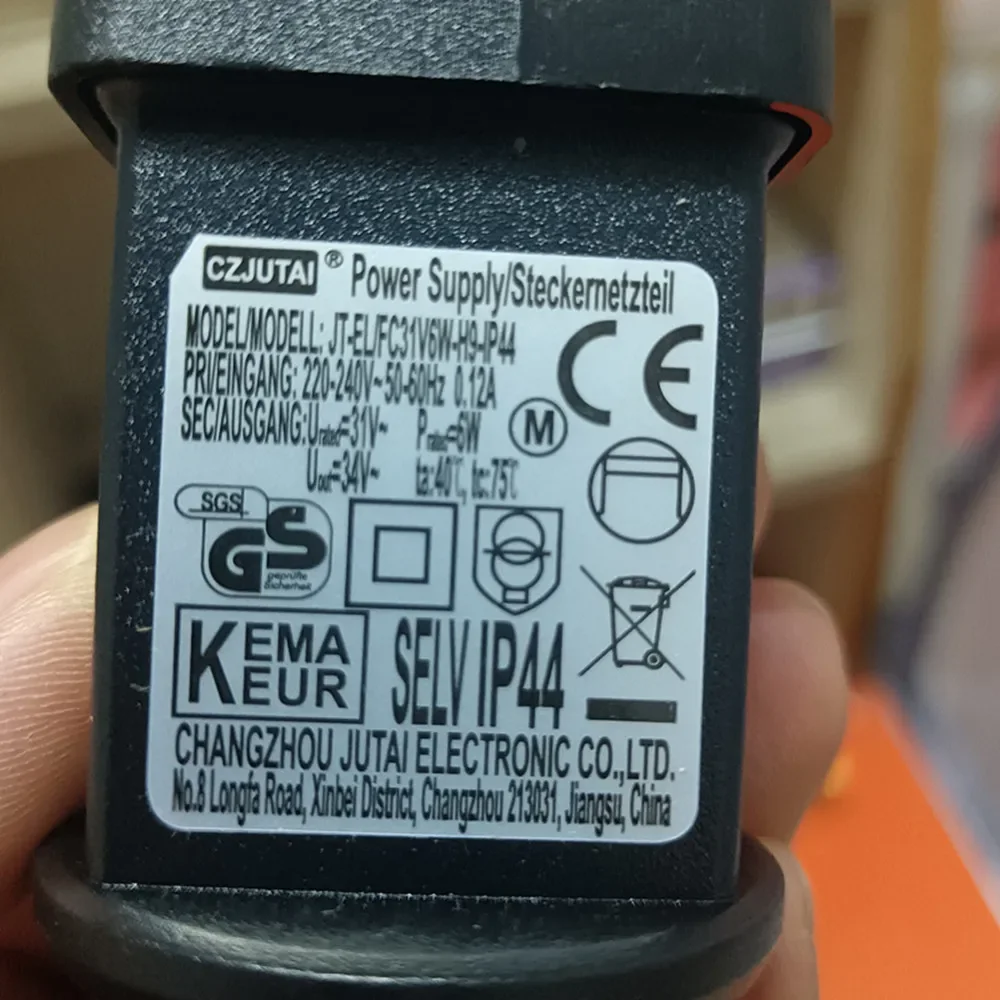 CZJUTAI® Power Supply/Steckernetzteil
MODEL/MODELL: JT-EL/FC31V6W-H9-IP44
PRI/EINGANG: 220-240V~50-60Hz 0.12A
SEC/AUSGANG:Urated=31V~ Prated=6W
Uout=34V~ ta:40℃, tc:75℃
M
CE
SGS
GS
geprüfte
Sicherheit
KEMA
KEUR
SELV IP44
CHANGZHOU JUTAI ELECTRONIC CO.,LTD.
No.8 Longfa Road, Xinbei District, Changzhou 213031, Jiangsu, China